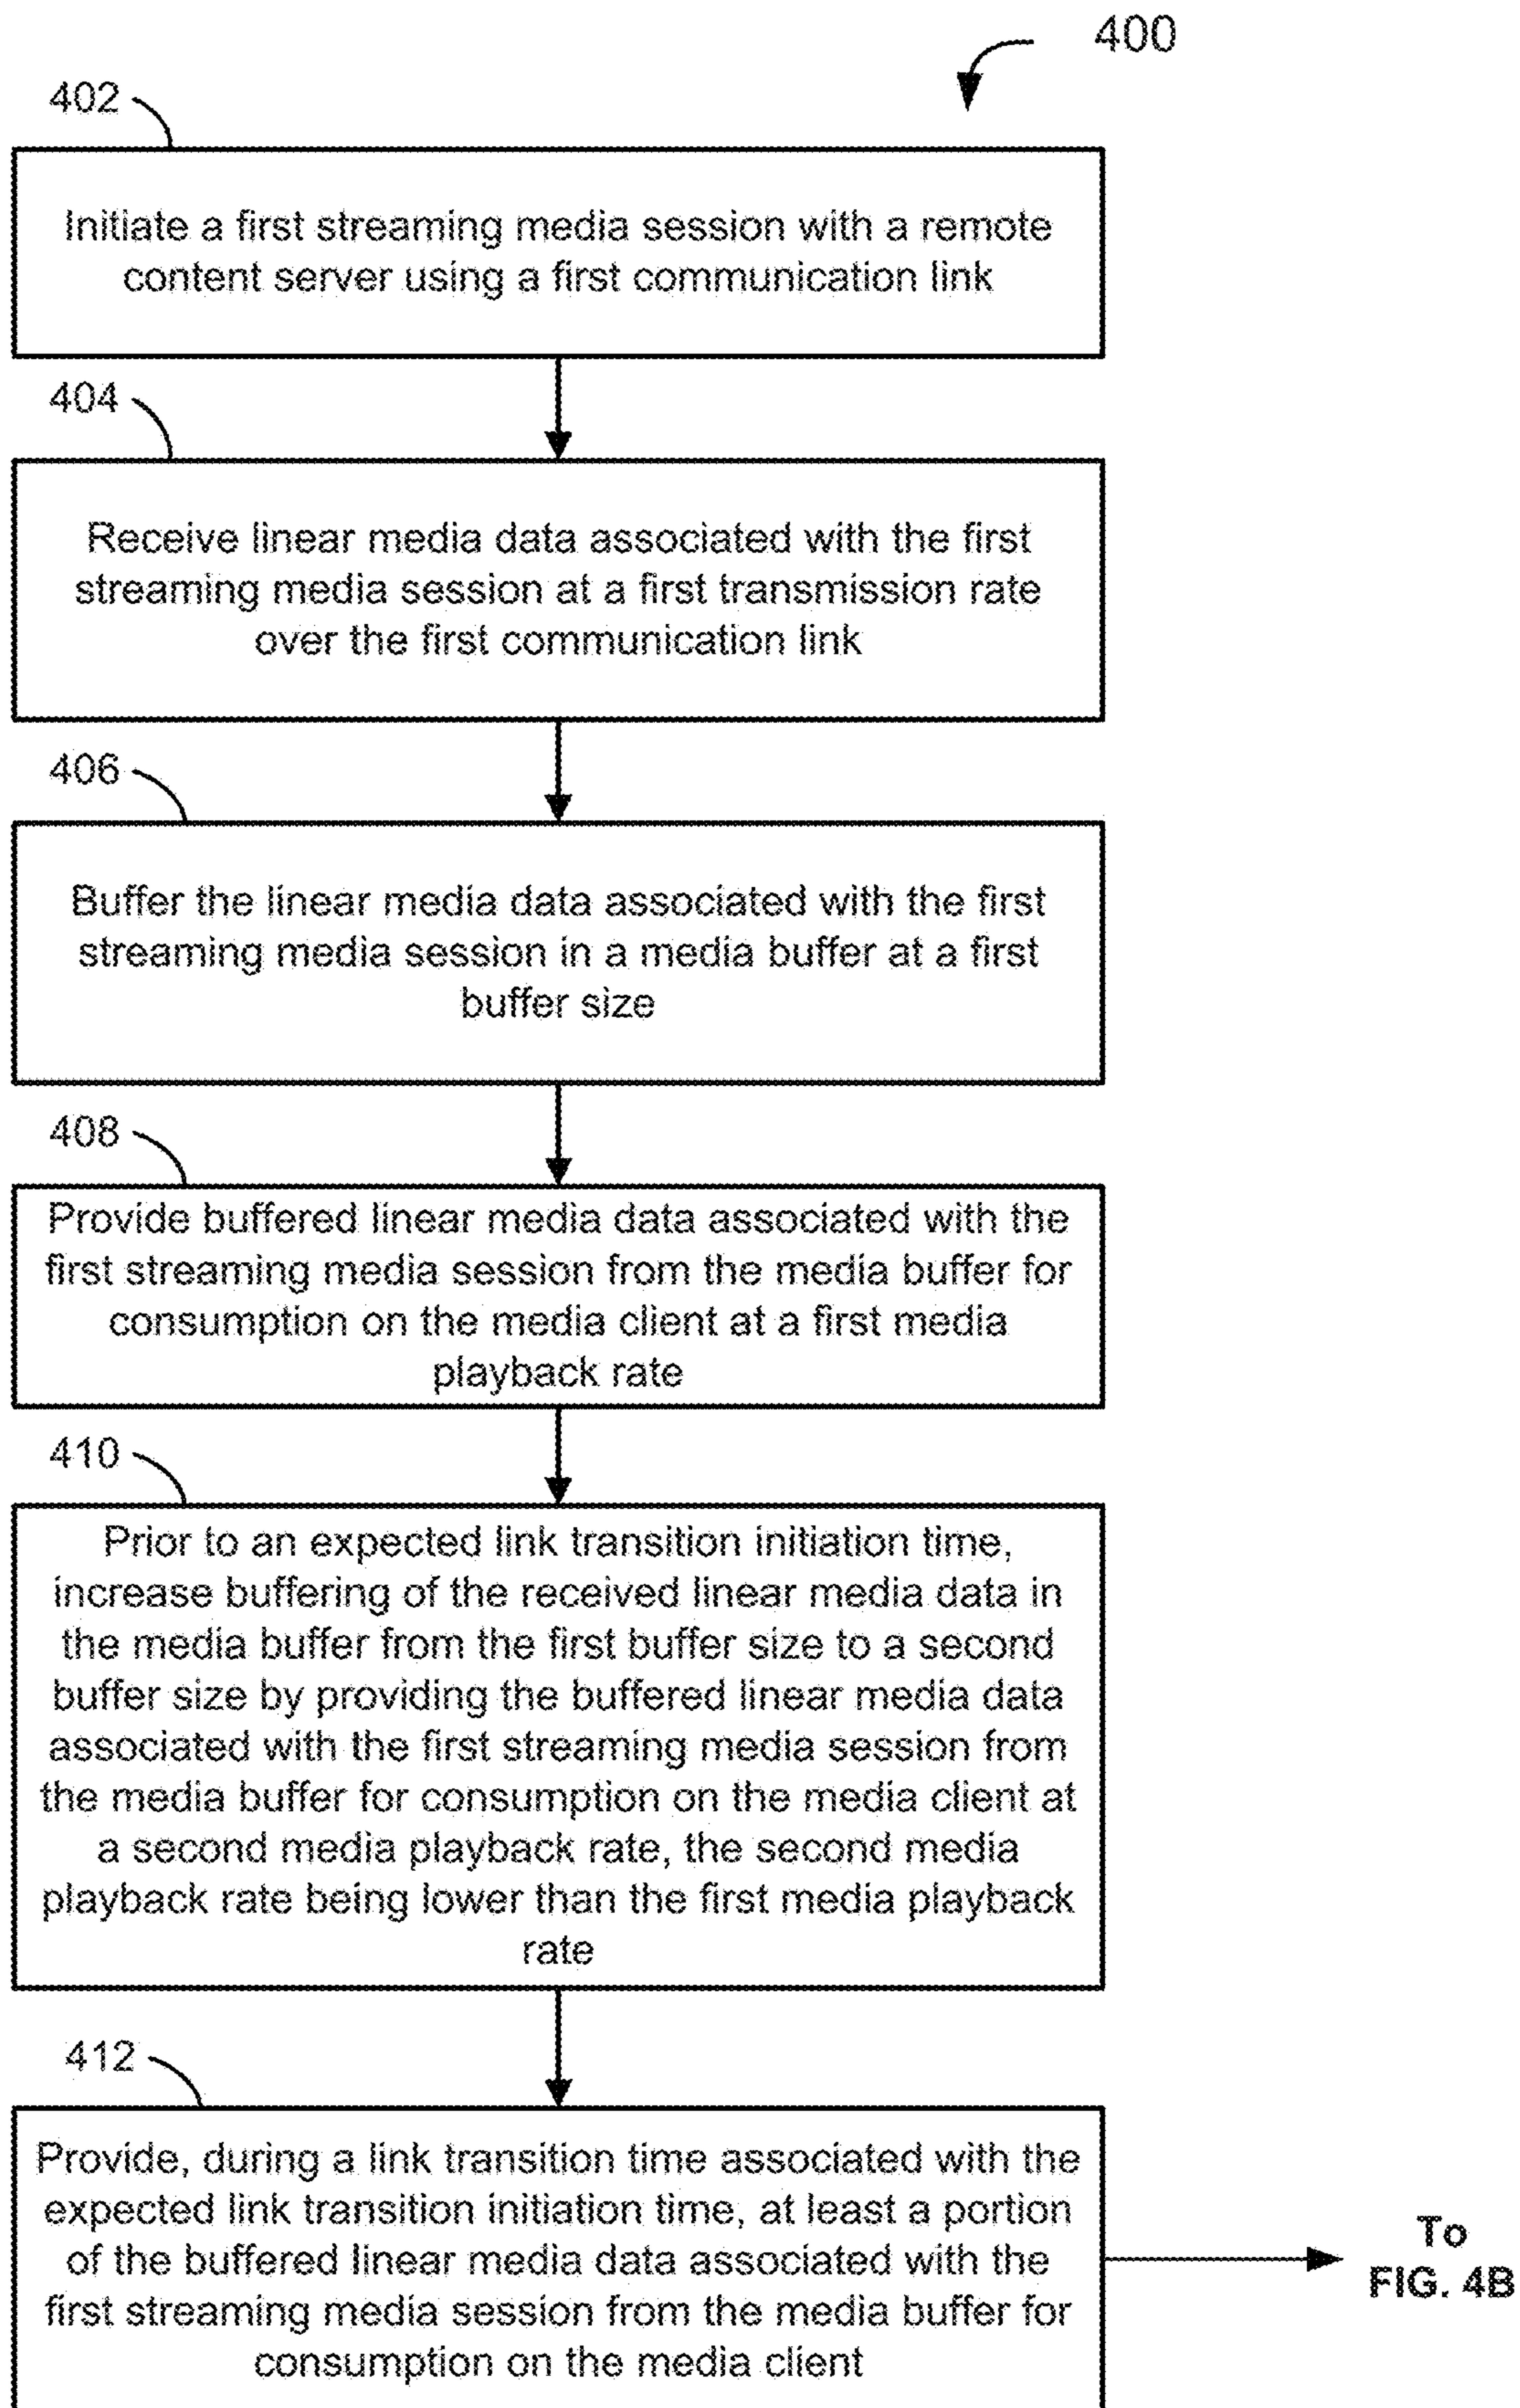 400
402
Initiate a first streaming media session with a remote
content server using a first communication link
404
Receive linear media data associated with the first
streaming media session at a first transmission rate
over the first communication link
406
Buffer the linear media data associated with the first
streaming media session in a media buffer at a first
buffer size
408
Provide buffered linear media data associated with the
first streaming media session from the media buffer for
consumption on the media client at a first media
playback rate
410
Prior to an expected link transition initiation time,
increase buffering of the received linear media data in
the media buffer from the first buffer size to a second
buffer size by providing the buffered linear media data
associated with the first streaming media session from
the media buffer for consumption on the media client at
a second media playback rate, the second media
playback rate being lower than the first media playback
rate
412
Provide, during a link transition time associated with the
expected link transition initiation time, at least a portion
of the buffered linear media data associated with the
first streaming media session from the media buffer for
consumption on the media client
To
FIG. 4B